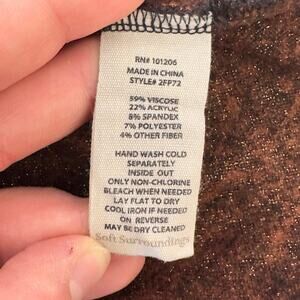 RN# 101206
MADE IN CHINA
STYLE# 2FP72
59% VISCOSE
22% ACRYLIC
8% SPANDEX
7% POLYESTER
4% OTHER FIBER
HAND WASH COLD
SEPARATELY
INSIDE OUT
ONLY NON-CHLORINE
BLEACH WHEN NEEDED
LAY FLAT TO DRY
COOL IRON IF NEEDED
ON REVERSE
MAY BE DRY CLEANED
Soft Surroundings